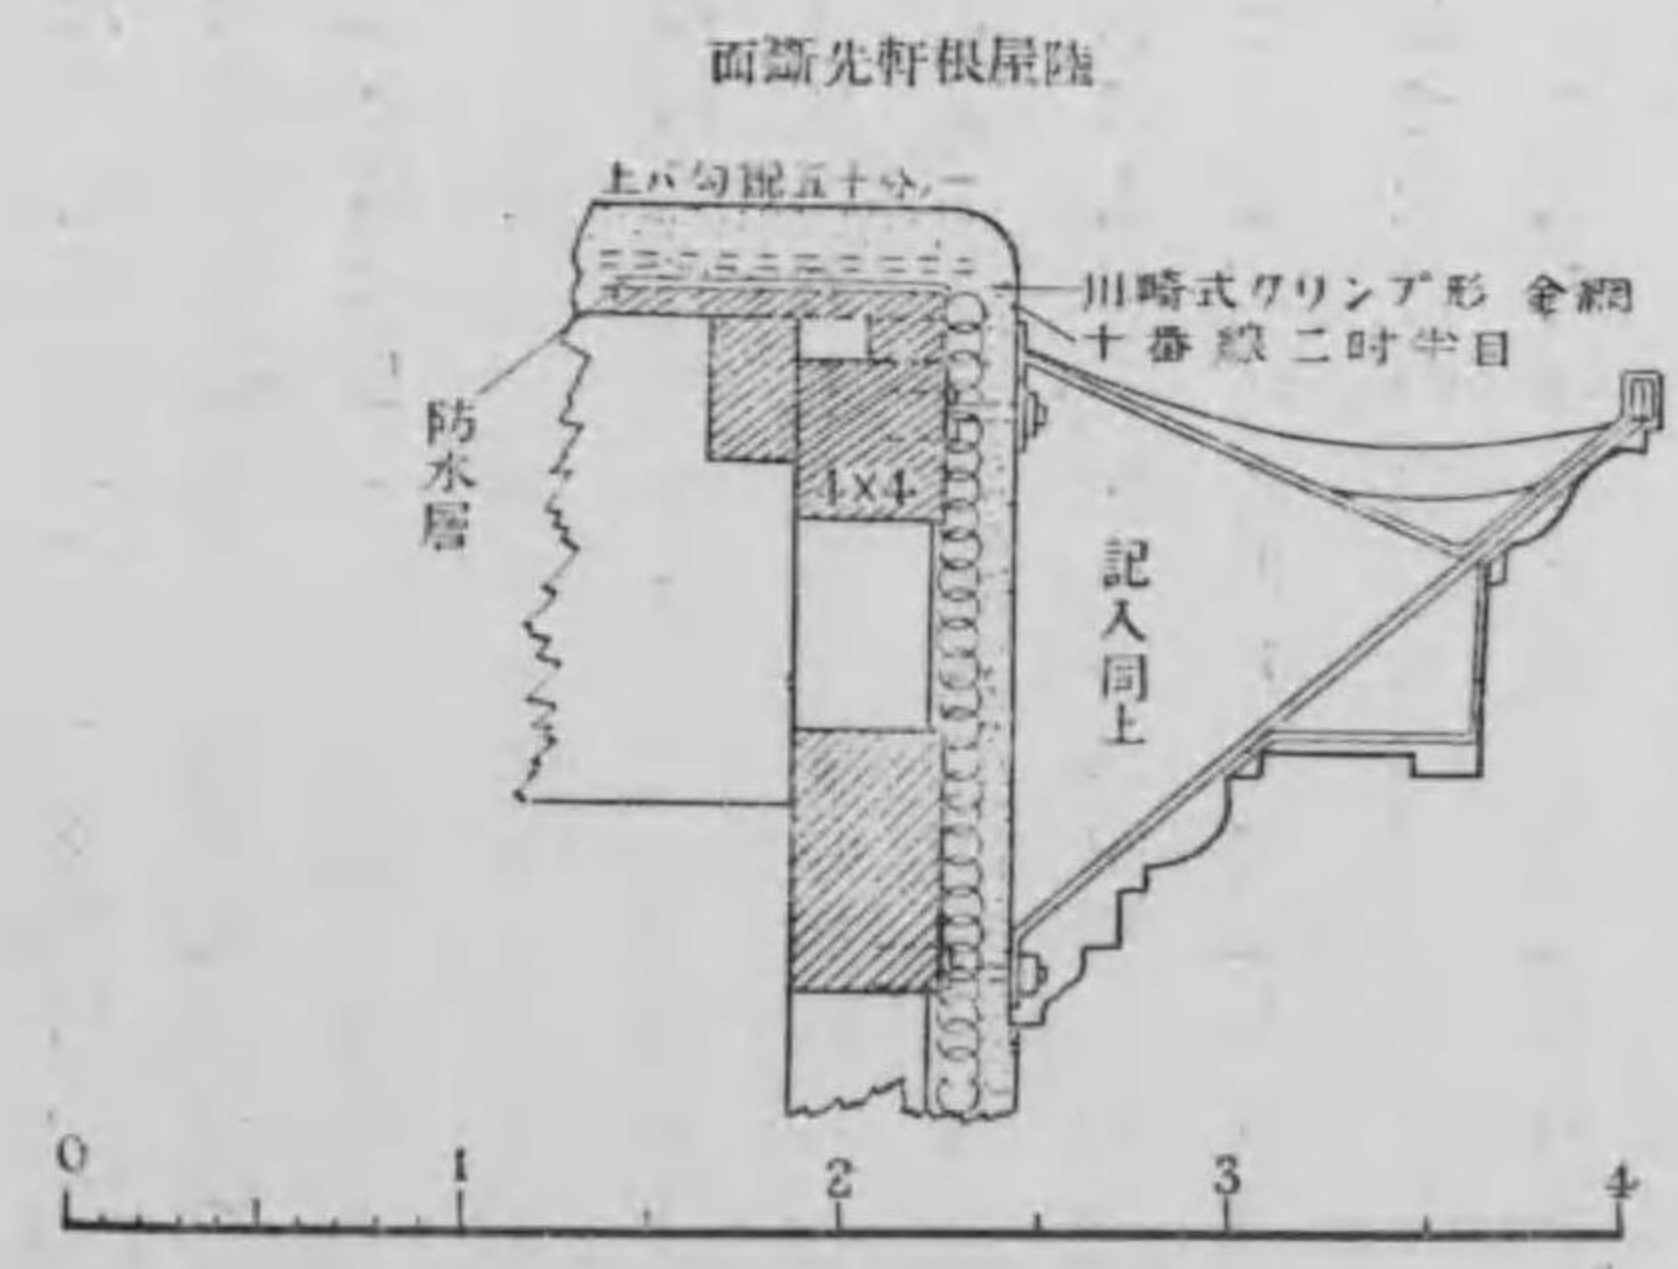 陸屋根軒先斷面
上バ勾配五十分ノ一
川崎式クリンプ形 金網
十番線二吋半目
防水層
4×4
記入同上
0 1 2 3 4